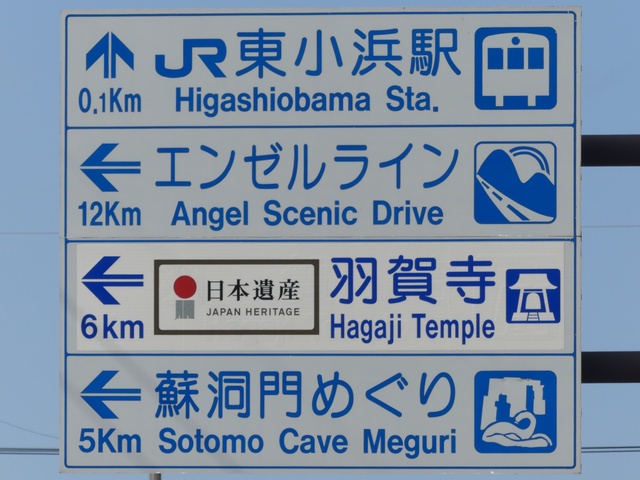 JR東小浜駅
0.1Km Higashiobama Sta.
エンゼルライン
12Km Angel Scenic Drive
日本遺産 羽賀寺
JAPAN HERITAGE
6km Hagaji Temple
蘇洞門めぐり
5Km Sotomo Cave Meguri